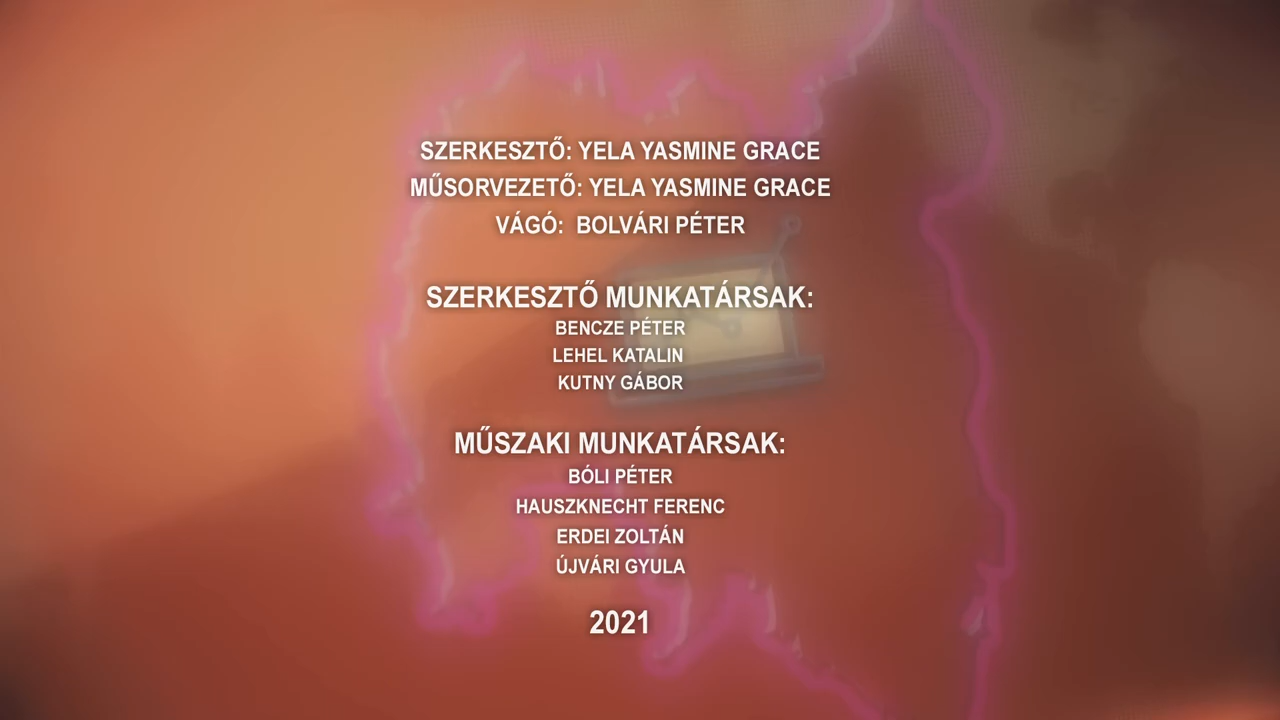 SZERKESZTŐ: YELA YASMINE GRACE
MŰSORVEZETŐ: YELA YASMINE GRACE
VÁGÓ: BOLVÁRI PÉTER
SZERKESZTŐ MUNKATÁRSAK:
BENCZE PÉTER
LEHEL KATALIN
KUTNY GÁBOR
MŰSZAKI MUNKATÁRSAK:
BÓLI PÉTER
HAUSZKNECHT FERENC
ERDEI ZOLTÁN
ÚJVÁRI GYULA
2021